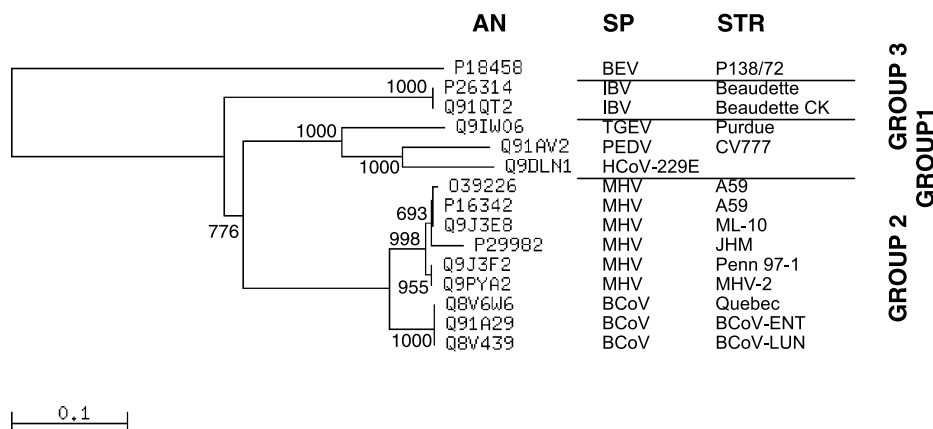 AN SP STR
P18458 BEV P138/72
1000 P26314 IBV Beaudette
Q91QT2 IBV Beaudette CK
1000 Q9IW06 TGEV Purdue
Q91AV2 PEDV CV777
1000 Q9DLN1 HCoV-229E
O39226 MHV A59
P16342 MHV A59
693 Q9J3E8 MHV ML-10
776 998 P29982 MHV JHM
Q9J3F2 MHV Penn 97-1
955 Q9PYA2 MHV MHV-2
Q8V6W6 BCoV Quebec
Q91A29 BCoV BCoV-ENT
1000 Q8V439 BCoV BCoV-LUN
GROUP 3
GROUP1
GROUP 2
0.1